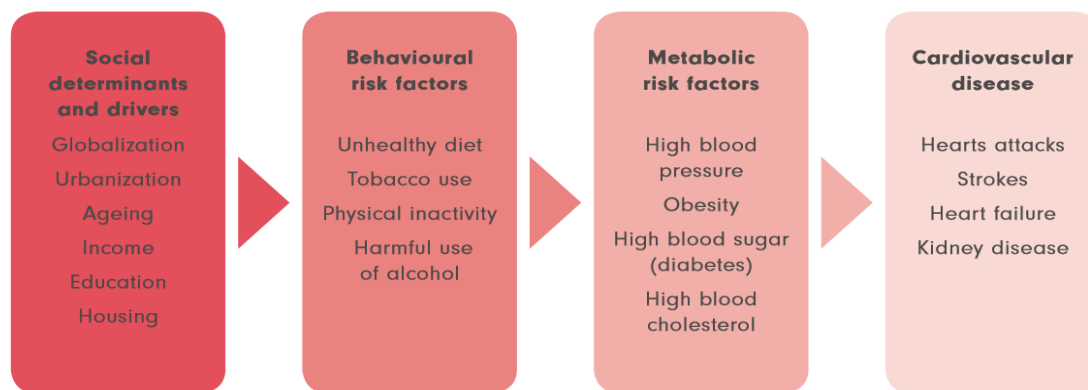 Social
determinants
and drivers
Globalization
Urbanization
Ageing
Income
Education
Housing
Behavioural
risk factors
Unhealthy diet
Tobacco use
Physical inactivity
Harmful use
of alcohol
Metabolic
risk factors
High blood
pressure
Obesity
High blood sugar
(diabetes)
High blood
cholesterol
Cardiovascular
disease
Hearts attacks
Strokes
Heart failure
Kidney disease